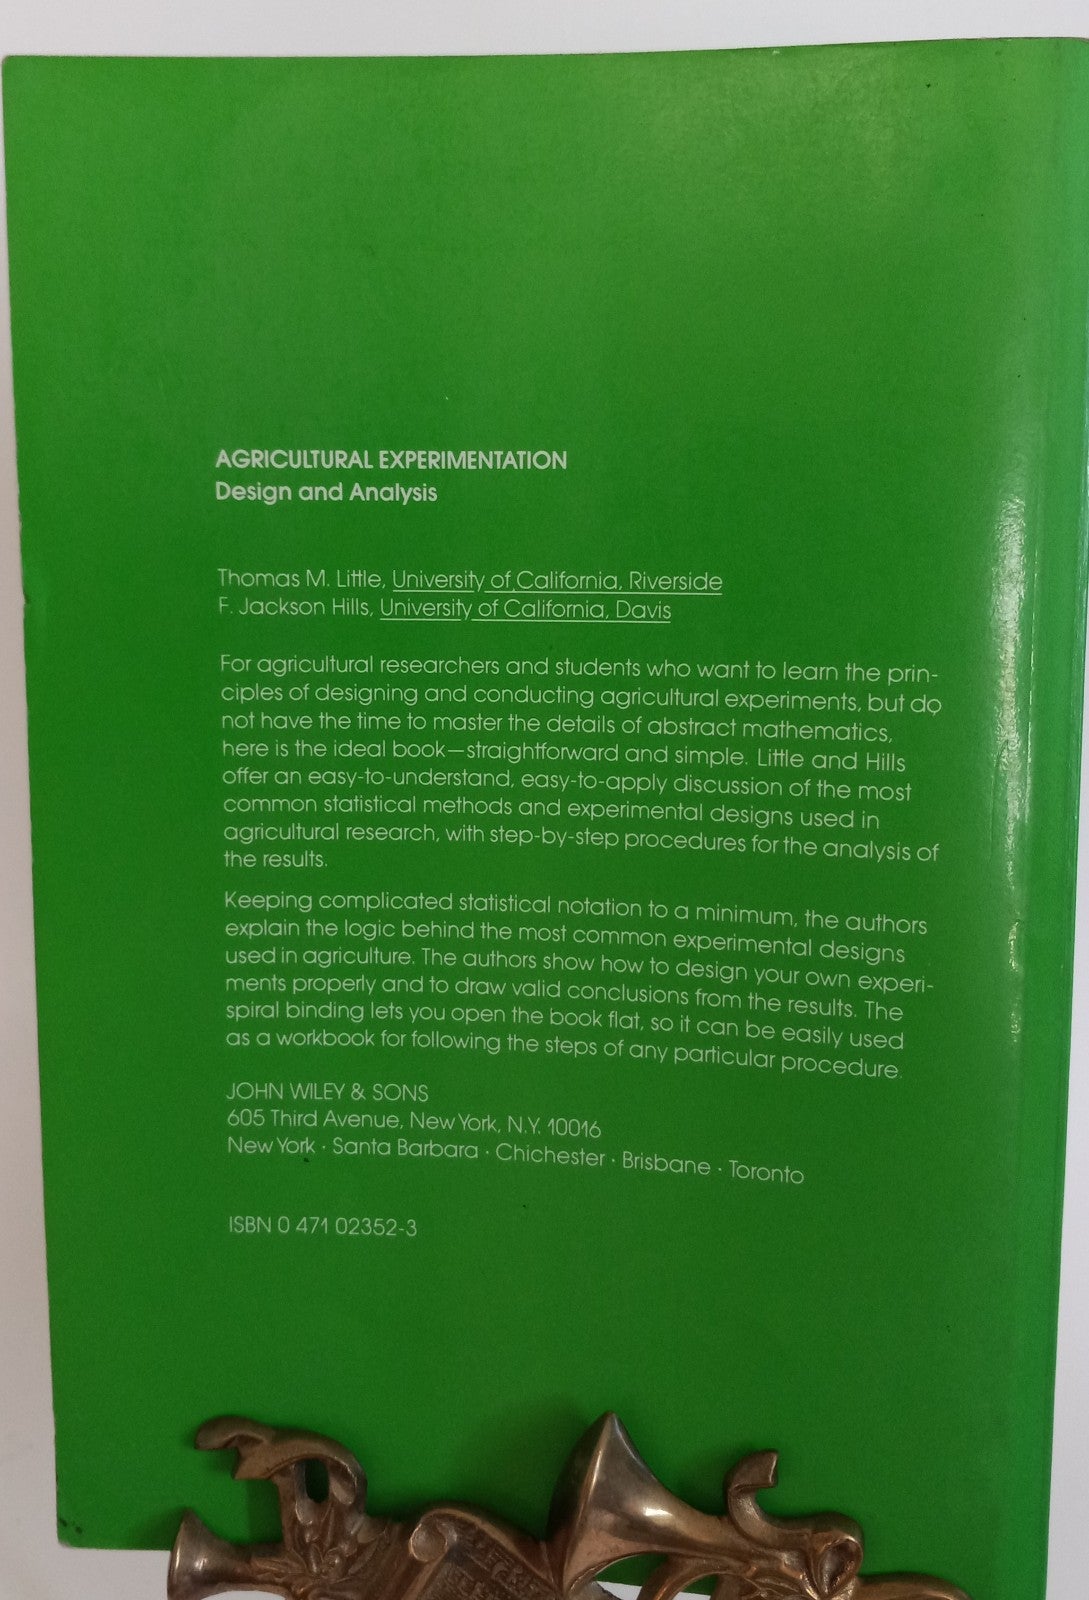 AGRICULTURAL EXPERIMENTATION
Design and Analysis
Thomas M. Little, University of California, Riverside
F. Jackson Hills, University of California, Davis
For agricultural researchers and students who want to learn the prin-
ciples of designing and conducting agricultural experiments, but do
not have the time to master the details of abstract mathematics,
here is the ideal book—straightforward and simple. Little and Hills
offer an easy-to-understand, easy-to-apply discussion of the most
common statistical methods and experimental designs used in
agricultural research, with step-by-step procedures for the analysis of
the results.
Keeping complicated statistical notation to a minimum, the authors
explain the logic behind the most common experimental designs
used in agriculture. The authors show how to design your own experi-
ments properly and to draw valid conclusions from the results. The
spiral binding lets you open the book flat, so it can be easily used
as a workbook for following the steps of any particular procedure.
JOHN WILEY & SONS
605 Third Avenue, New York, N.Y. 10016
New York · Santa Barbara · Chichester · Brisbane · Toronto
ISBN 0 471 02352-3